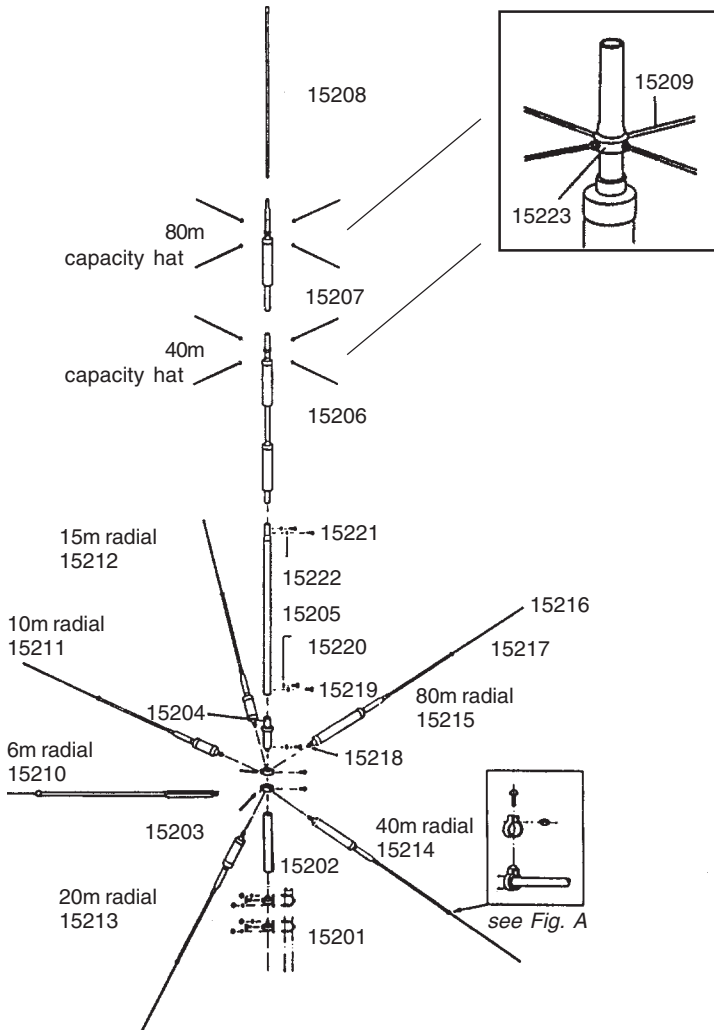 15208
15209
15223
80m
capacity hat
15207
40m
capacity hat
15206
15m radial
15212
15221
15222
15205
10m radial
15211
15220
15216
15217
15219
15204
80m radial
15215
15218
6m radial
15210
15203
40m radial
15214
15202
20m radial
15213
see Fig. A
15201